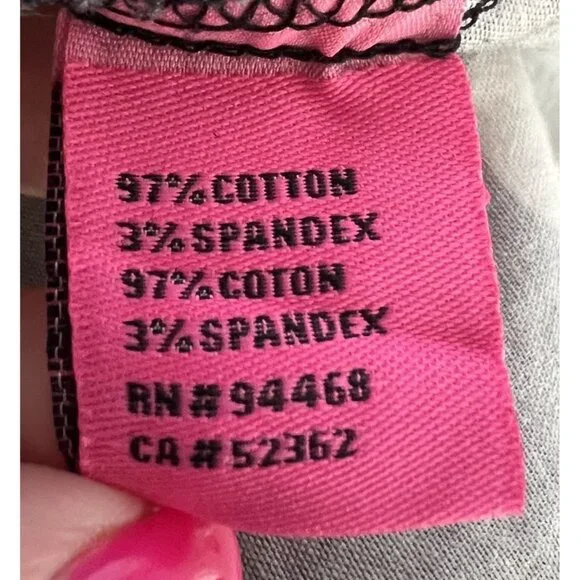 97% COTTON
3% SPANDEX
97% COTON
3% SPANDEX
RN# 94468
CA# 52362